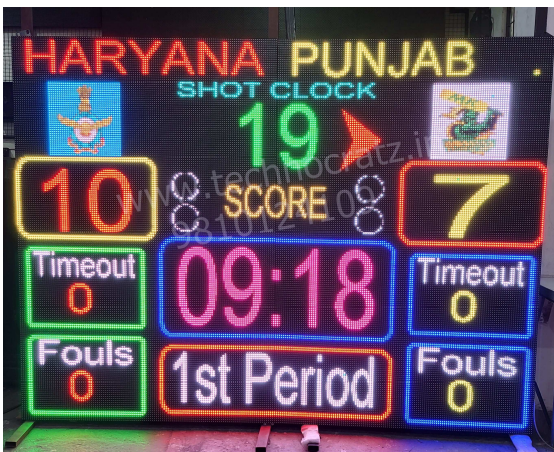 HARYANA PUNJAB .
SHOT CLOCK
19
10 SCORE 7
Timeout 09:18 Timeout
0 0
Fouls 1st Period Fouls
0 0
www.technocratz.in